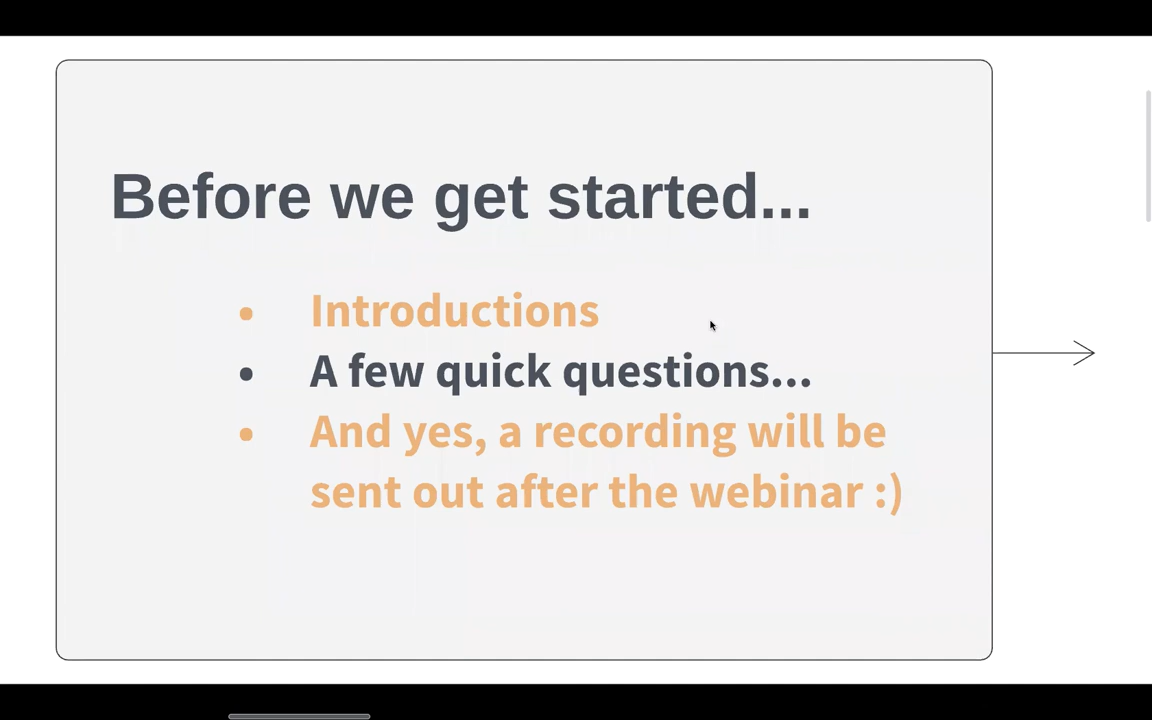 Before we get started...
• Introductions
• A few quick questions...
• And yes, a recording will be
sent out after the webinar :)